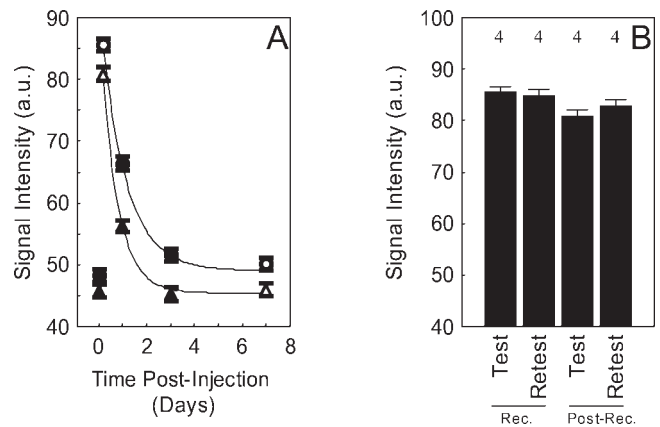 A
Signal Intensity (a.u.)
90
80
70
60
50
40
0
2
4
6
8
Time Post-Injection
(Days)
B
Signal Intensity (a.u.)
100
90
80
70
60
50
40
4
4
4
4
Test
Retest
Test
Retest
Rec.
Post-Rec.